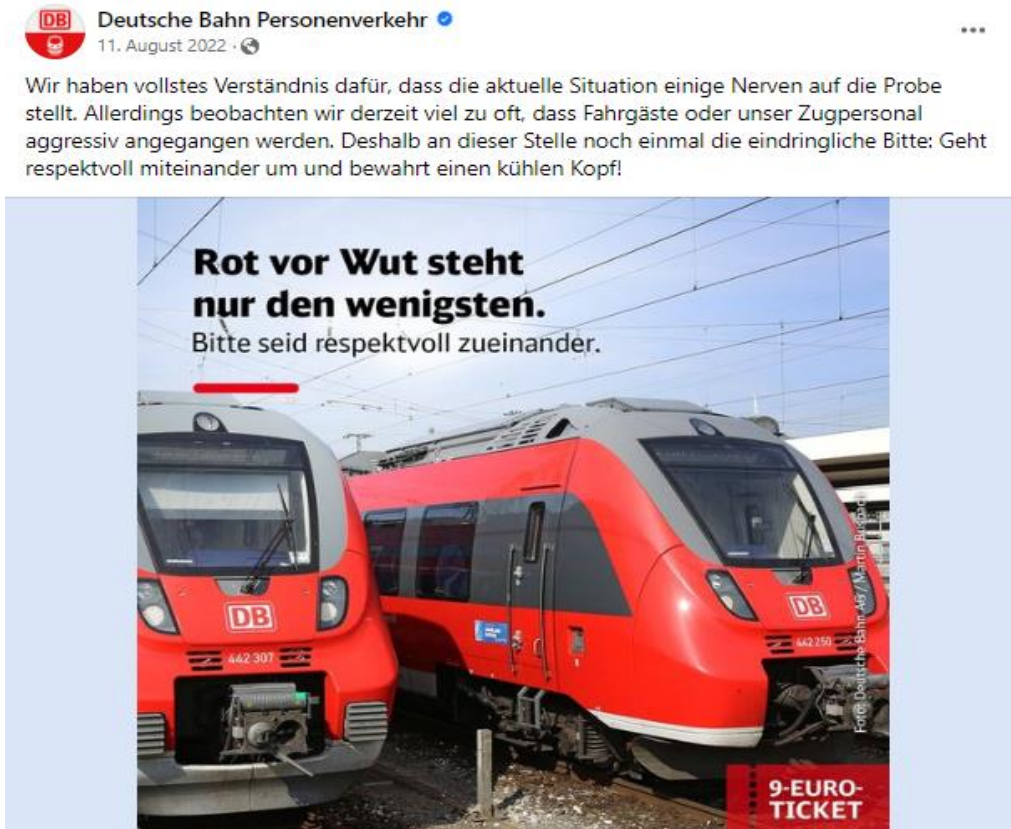 DB
Deutsche Bahn Personenverkehr
11. August 2022 ·
Wir haben vollstes Verständnis dafür, dass die aktuelle Situation einige Nerven auf die Probe
stellt. Allerdings beobachten wir derzeit viel zu oft, dass Fahrgäste oder unser Zugpersonal
aggressiv angegangen werden. Deshalb an dieser Stelle noch einmal die eindringliche Bitte: Geht
respektvoll miteinander um und bewahrt einen kühlen Kopf!
Rot vor Wut steht
nur den wenigsten.
Bitte seid respektvoll zueinander.
DB
442 307
DB
442 250
Foto: Deutsche Bahn AG / Martin
9-EURO-
TICKET